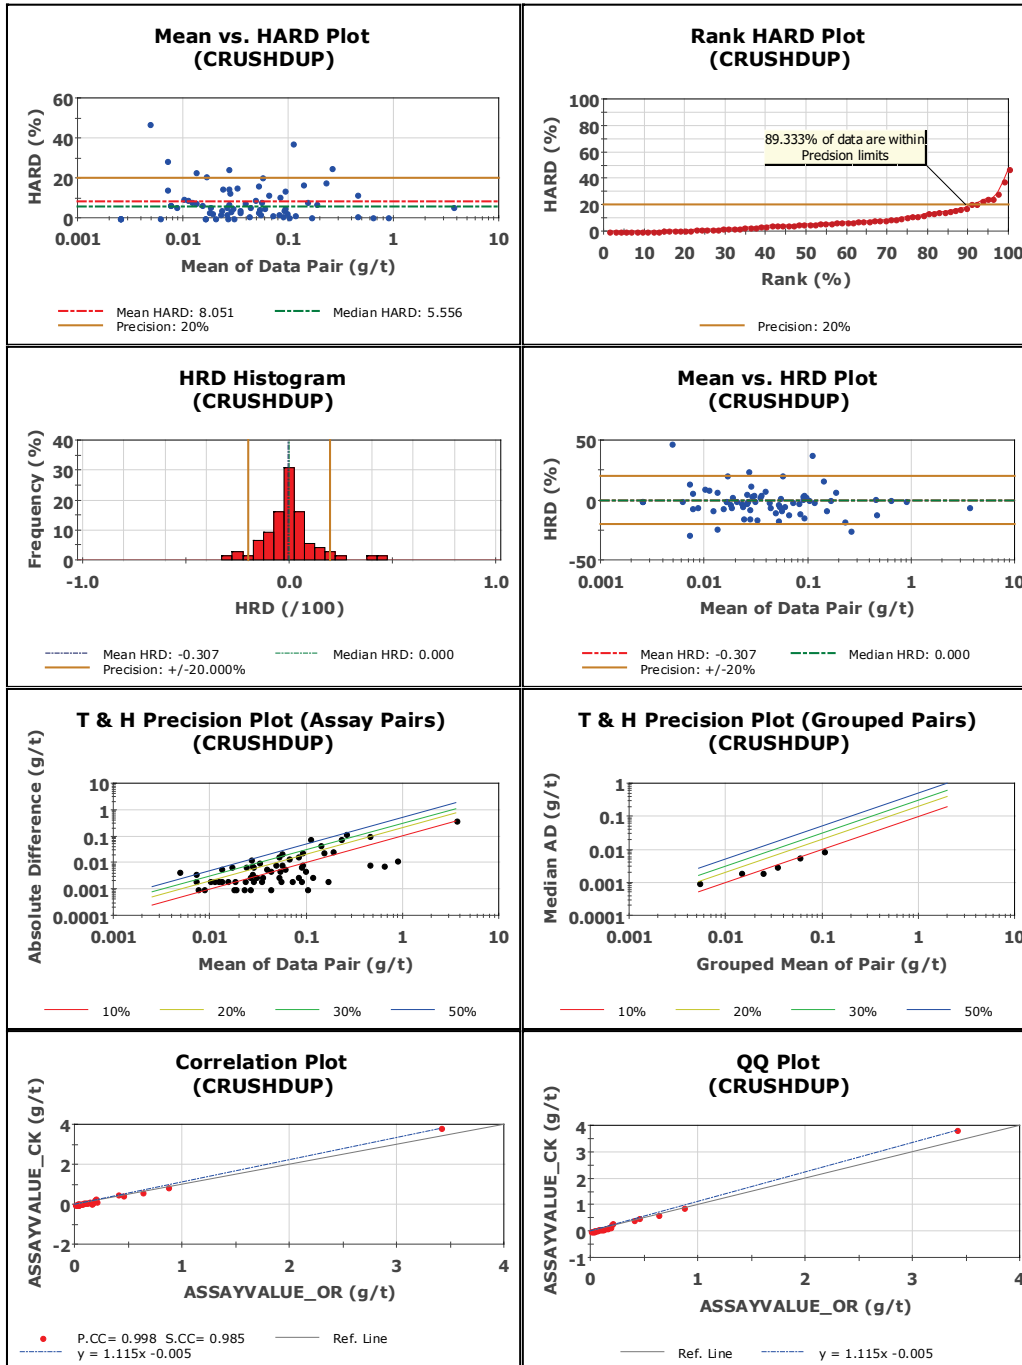 Mean vs. HARD Plot
(CRUSHDUP)
HARD (%)
60
40
20
0
0.001 0.01 0.1 1 10
Mean of Data Pair (g/t)
Mean HARD: 8.051 Median HARD: 5.556
Precision: 20%
Rank HARD Plot
(CRUSHDUP)
HARD (%)
100
80
60
40
20
0
89.333% of data are within
Precision limits
0 10 20 30 40 50 60 70 80 90 100
Rank (%)
Precision: 20%
HRD Histogram
(CRUSHDUP)
Frequency (%)
40
30
20
10
0
-1.0 0.0 1.0
HRD (/100)
Mean HRD: -0.307 Median HRD: 0.000
Precision: +/-20.000%
Mean vs. HRD Plot
(CRUSHDUP)
HRD (%)
50
0
-50
0.001 0.01 0.1 1 10
Mean of Data Pair (g/t)
Mean HRD: -0.307 Median HRD: 0.000
Precision: +/-20%
T & H Precision Plot (Assay Pairs)
(CRUSHDUP)
Absolute Difference (g/t)
10
1
0.1
0.01
0.001
0.0001
0.001 0.01 0.1 1 10
Mean of Data Pair (g/t)
10% 20% 30% 50%
T & H Precision Plot (Grouped Pairs)
(CRUSHDUP)
Median AD (g/t)
1
0.1
0.01
0.001
0.0001
0.001 0.01 0.1 1 10
Grouped Mean of Pair (g/t)
10% 20% 30% 50%
Correlation Plot
(CRUSHDUP)
ASSAYVALUE_CK (g/t)
4
2
0
-2
0 1 2 3 4
ASSAYVALUE_OR (g/t)
P.CC= 0.998 S.CC= 0.985 Ref. Line
y = 1.115x -0.005
QQ Plot
(CRUSHDUP)
ASSAYVALUE_CK (g/t)
4
3
2
1
0
-1
0 1 2 3 4
ASSAYVALUE_OR (g/t)
Ref. Line y = 1.115x -0.005